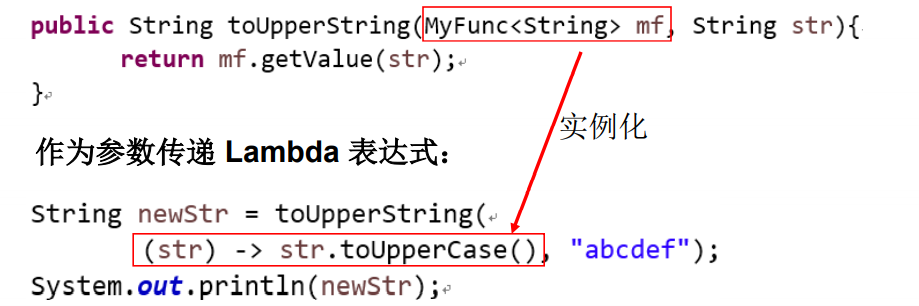 public String toUpperString(MyFunc<String> mf, String str){
return mf.getValue(str);
}
实例化
作为参数传递 Lambda 表达式：
String newStr = toUpperString(
(str) -> str.toUpperCase(), "abcdef");
System.out.println(newStr);